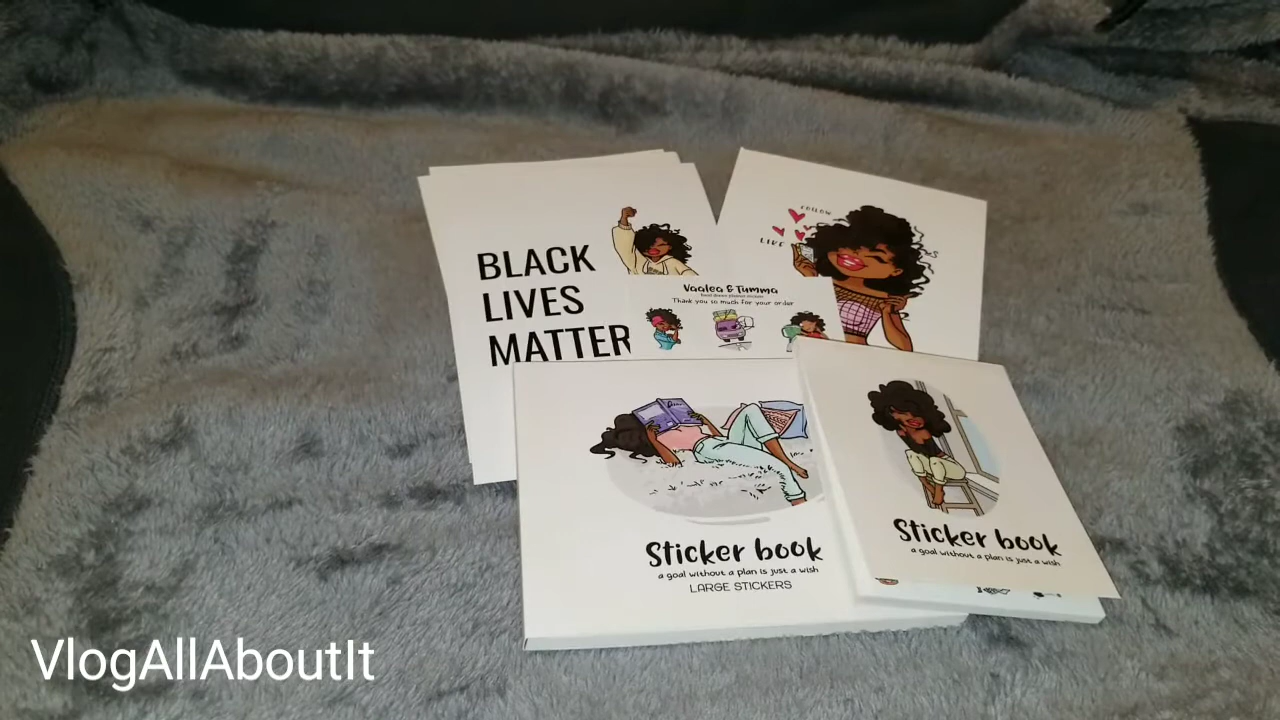 BLACK
LIVES
MATTER
FOLLOW
LIKE
Vaalea & Tumma
Thank you so much for your order
Sticker book
a goal without a plan is just a wish
LARGE STICKERS
Sticker book
a goal without a plan is just a wish
VlogAllAboutIt